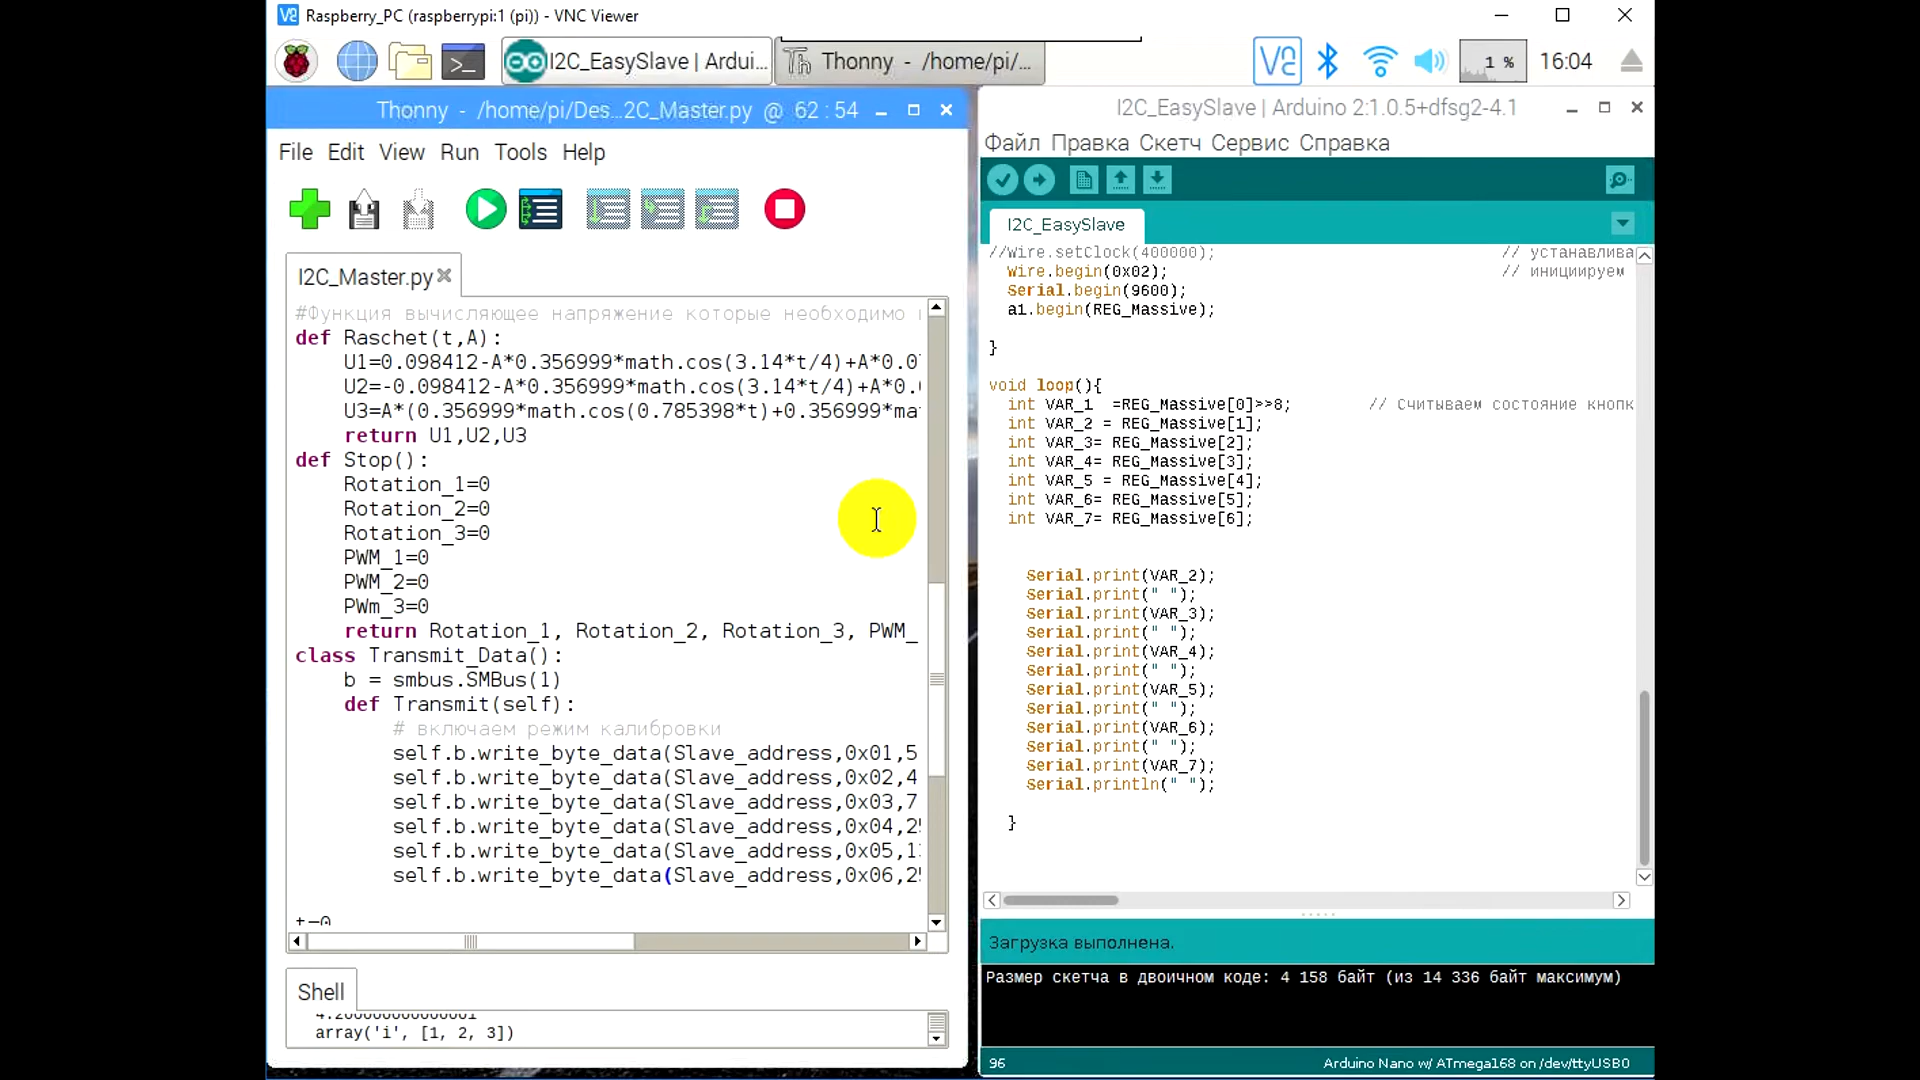 Raspberry_PC (raspberrypi:1 (pi)) - VNC Viewer
I2C_EasySlave | Ardui...
Thonny - /home/pi/...
1 %
16:04
Thonny - /home/pi/Des...2C_Master.py @ 62 : 54
File Edit View Run Tools Help
I2C_Master.py
#Функция вычисляющее напряжение которые необходимо
def Raschet(t,A):
U1=0.098412-A*0.356999*math.cos(3.14*t/4)+A*0.0
U2=-0.098412-A*0.356999*math.cos(3.14*t/4)+A*0.
U3=A*(0.356999*math.cos(0.785398*t)+0.356999*ma
return U1,U2,U3
def Stop():
Rotation_1=0
Rotation_2=0
Rotation_3=0
PWM_1=0
PWM_2=0
PWm_3=0
return Rotation_1, Rotation_2, Rotation_3, PWM_
class Transmit_Data():
b = smbus.SMBus(1)
def Transmit(self):
# включаем режим калибровки
self.b.write_byte_data(Slave_address,0x01,5
self.b.write_byte_data(Slave_address,0x02,4
self.b.write_byte_data(Slave_address,0x03,7
self.b.write_byte_data(Slave_address,0x04,2
self.b.write_byte_data(Slave_address,0x05,1
self.b.write_byte_data(Slave_address,0x06,2
Shell
array('i', [1, 2, 3])
I2C_EasySlave | Arduino 2:1.0.5+dfsg2-4.1
Файл Правка Скетч Сервис Справка
I2C_EasySlave
//Wire.setClock(400000); // устанавлива
Wire.begin(0x02); // инициируем
Serial.begin(9600);
a1.begin(REG_Massive);
}
void loop(){
int VAR_1 =REG_Massive[0]>>8; // Считываем состояние кнопк
int VAR_2 = REG_Massive[1];
int VAR_3= REG_Massive[2];
int VAR_4= REG_Massive[3];
int VAR_5 = REG_Massive[4];
int VAR_6= REG_Massive[5];
int VAR_7= REG_Massive[6];
Serial.print(VAR_2);
Serial.print(" ");
Serial.print(VAR_3);
Serial.print(" ");
Serial.print(VAR_4);
Serial.print(" ");
Serial.print(VAR_5);
Serial.print(" ");
Serial.print(VAR_6);
Serial.print(" ");
Serial.print(VAR_7);
Serial.println(" ");
}
Загрузка выполнена.
Размер скетча в двоичном коде: 4 158 байт (из 14 336 байт максимум)
96
Arduino Nano w/ ATmega168 on /dev/ttyUSB0